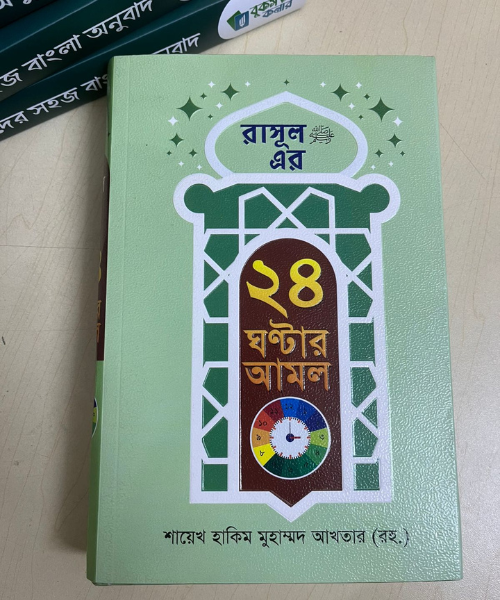 বাংলা অনুবাদ
সহজ বাংলা অনুবাদ
রাসূল ﷺ
এর
২৪
ঘণ্টার
আমল
শায়েখ হাকিম মুহাম্মদ আখতার (রহ.)